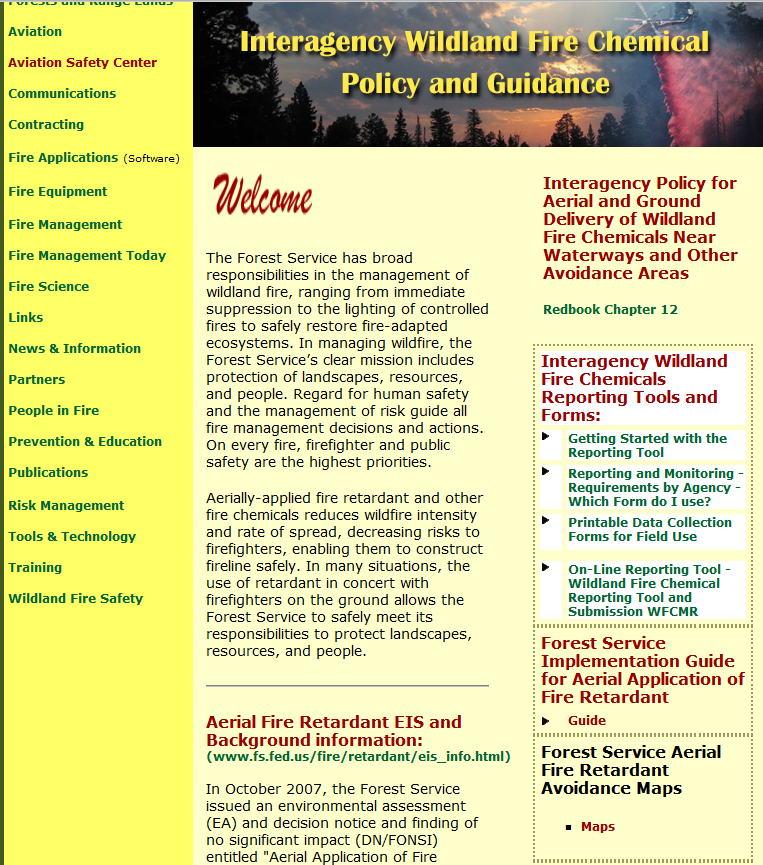 Forests and Range Lands
Aviation
Aviation Safety Center
Communications
Contracting
Fire Applications (Software)
Fire Equipment
Fire Management
Fire Management Today
Fire Science
Links
News & Information
Partners
People in Fire
Prevention & Education
Publications
Risk Management
Tools & Technology
Training
Wildland Fire Safety
Interagency Wildland Fire Chemical
Policy and Guidance
Welcome
The Forest Service has broad
responsibilities in the management of
wildland fire, ranging from immediate
suppression to the lighting of controlled
fires to safely restore fire-adapted
ecosystems. In managing wildfire, the
Forest Service’s clear mission includes
protection of landscapes, resources,
and people. Regard for human safety
and the management of risk guide all
fire management decisions and actions.
On every fire, firefighter and public
safety are the highest priorities.
Aerially-applied fire retardant and other
fire chemicals reduces wildfire intensity
and rate of spread, decreasing risks to
firefighters, enabling them to construct
fireline safely. In many situations, the
use of retardant in concert with
firefighters on the ground allows the
Forest Service to safely meet its
responsibilities to protect landscapes,
resources, and people.
Aerial Fire Retardant EIS and
Background information:
(www.fs.fed.us/fire/retardant/eis_info.html)
In October 2007, the Forest Service
issued an environmental assessment
(EA) and decision notice and finding of
no significant impact (DN/FONSI)
entitled "Aerial Application of Fire
Interagency Policy for
Aerial and Ground
Delivery of Wildland
Fire Chemicals Near
Waterways and Other
Avoidance Areas
Redbook Chapter 12
Interagency Wildland
Fire Chemicals
Reporting Tools and
Forms:
Getting Started with the
Reporting Tool
Reporting and Monitoring -
Requirements by Agency -
Which Form do I use?
Printable Data Collection
Forms for Field Use
On-Line Reporting Tool -
Wildland Fire Chemical
Reporting Tool and
Submission WFCMR
Forest Service
Implementation Guide
for Aerial Application of
Fire Retardant
Guide
Forest Service Aerial
Fire Retardant
Avoidance Maps
Maps